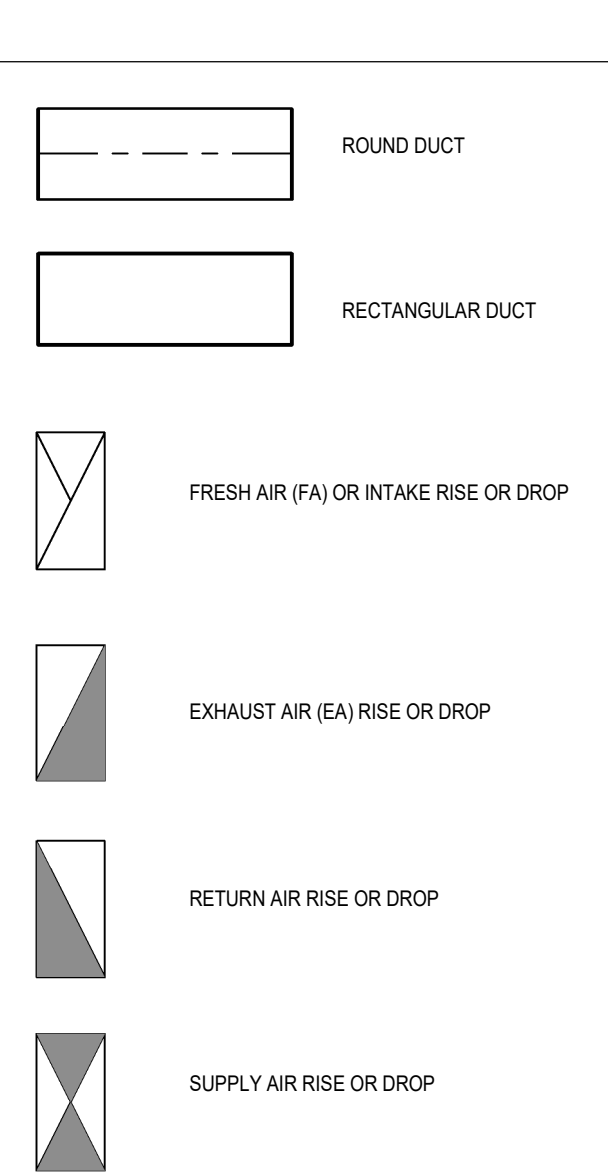 ROUND DUCT
RECTANGULAR DUCT
FRESH AIR (FA) OR INTAKE RISE OR DROP
EXHAUST AIR (EA) RISE OR DROP
RETURN AIR RISE OR DROP
SUPPLY AIR RISE OR DROP